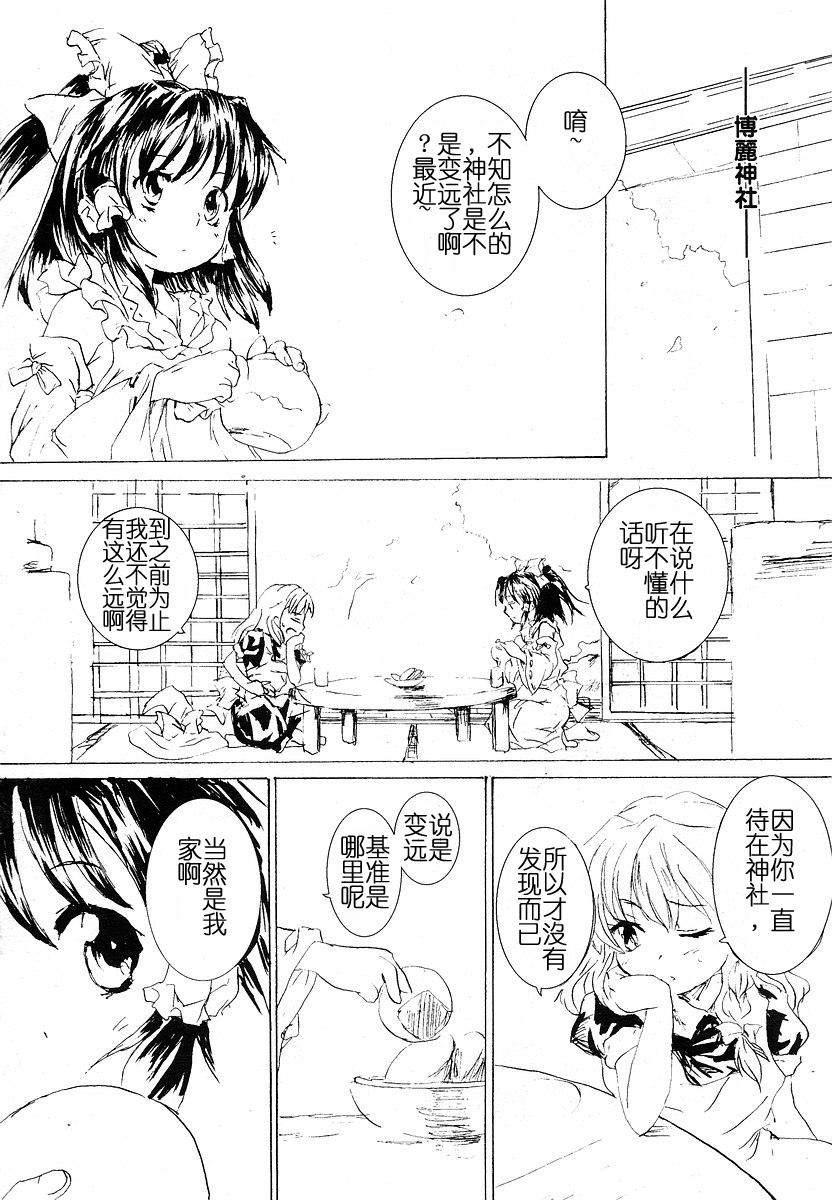 博麗神社
唷~
不知怎么的
,神社是不
是变远了啊
?最近~
在说什么
听不懂的
话呀
到之前为止
我还不觉得
有这么远啊
因为你一直
待在神社,
所以才沒有
发现而已
说是
变远
基准是
哪里呢
当然是我
家啊